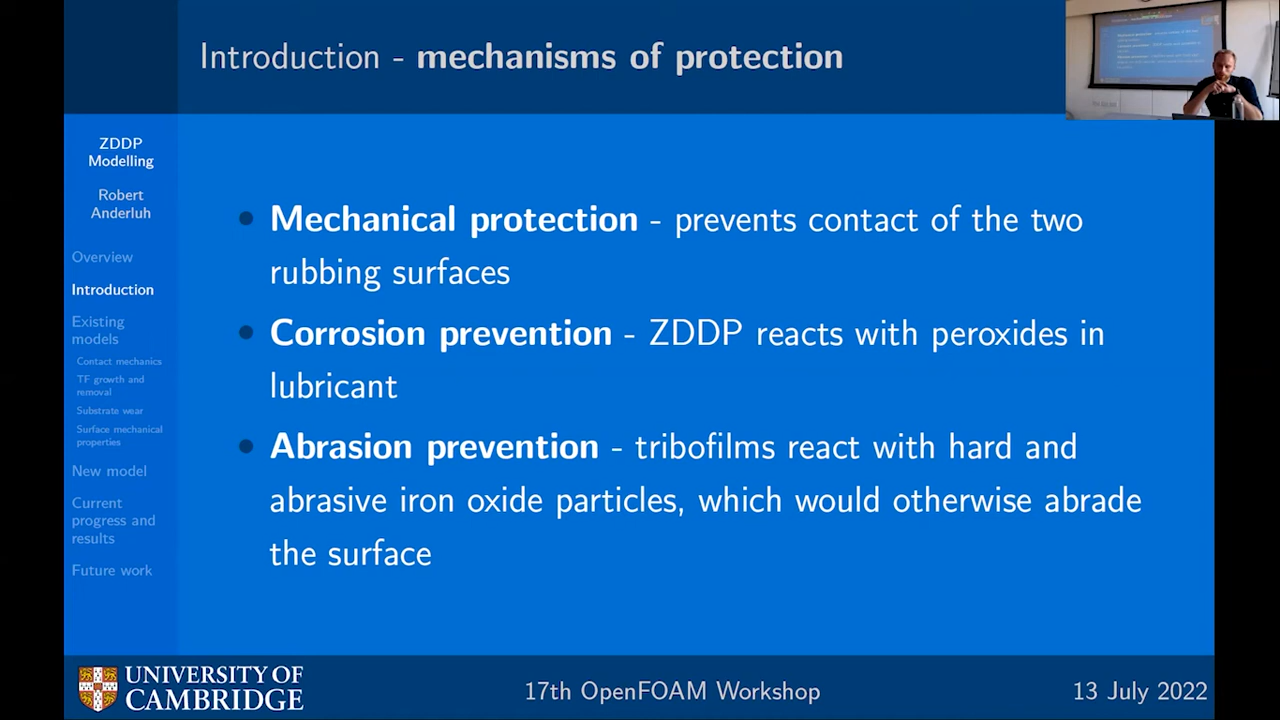 Introduction - mechanisms of protection
ZDDP
Modelling
Robert
Anderluh
Overview
Introduction
Existing
models
Contact mechanics
TF growth and
removal
Substrate wear
Surface mechanical
properties
New model
Current
progress and
results
Future work
Mechanical protection - prevents contact of the two
rubbing surfaces
Corrosion prevention - ZDDP reacts with peroxides in
lubricant
Abrasion prevention - tribofilms react with hard and
abrasive iron oxide particles, which would otherwise abrade
the surface
UNIVERSITY OF
CAMBRIDGE
17th OpenFOAM Workshop
13 July 2022